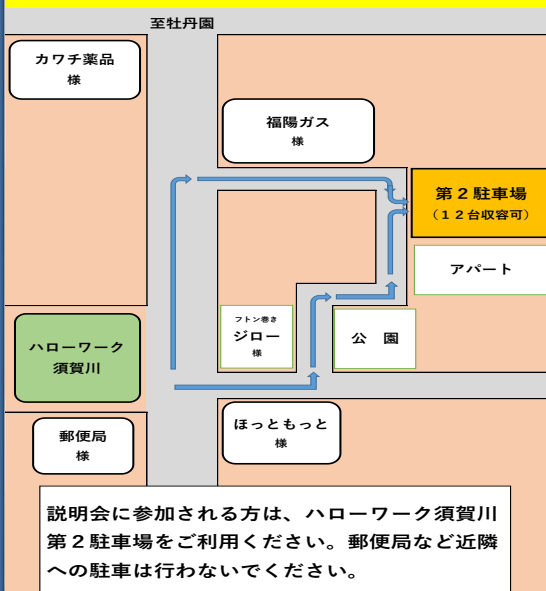 至牡丹園
カワチ薬品
様
福陽ガス
様
第２駐車場
（１２台収容可）
アパート
フトン巻き
ジロー
様
公　園
ハローワーク
須賀川
郵便局
様
ほっともっと
様
説明会に参加される方は、ハローワーク須賀川
第２駐車場をご利用ください。郵便局など近隣
への駐車は行わないでください。